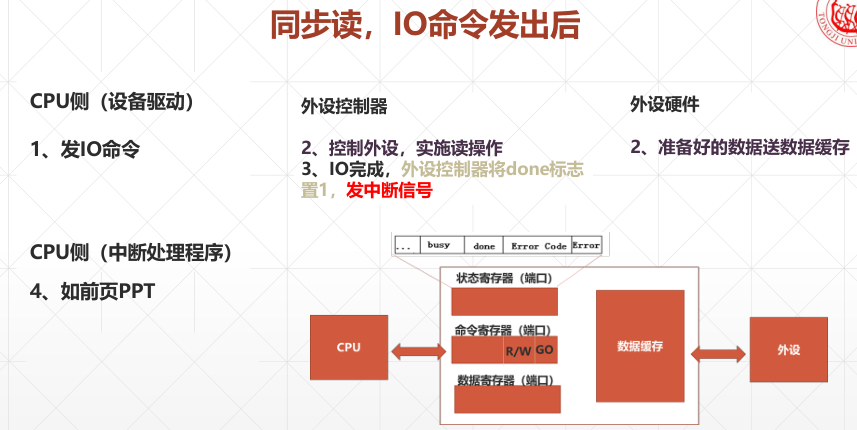 同步读，IO命令发出后
CPU侧（设备驱动）
1、发IO命令
外设控制器
2、控制外设，实施读操作
3、IO完成，外设控制器将done标志
置1，发中断信号
外设硬件
2、准备好的数据送数据缓存
CPU侧（中断处理程序）
4、如前页PPT
... busy done Error Code Error
状态寄存器（端口）
命令寄存器（端口）
R/W GO
数据寄存器（端口）
CPU
数据缓存
外设